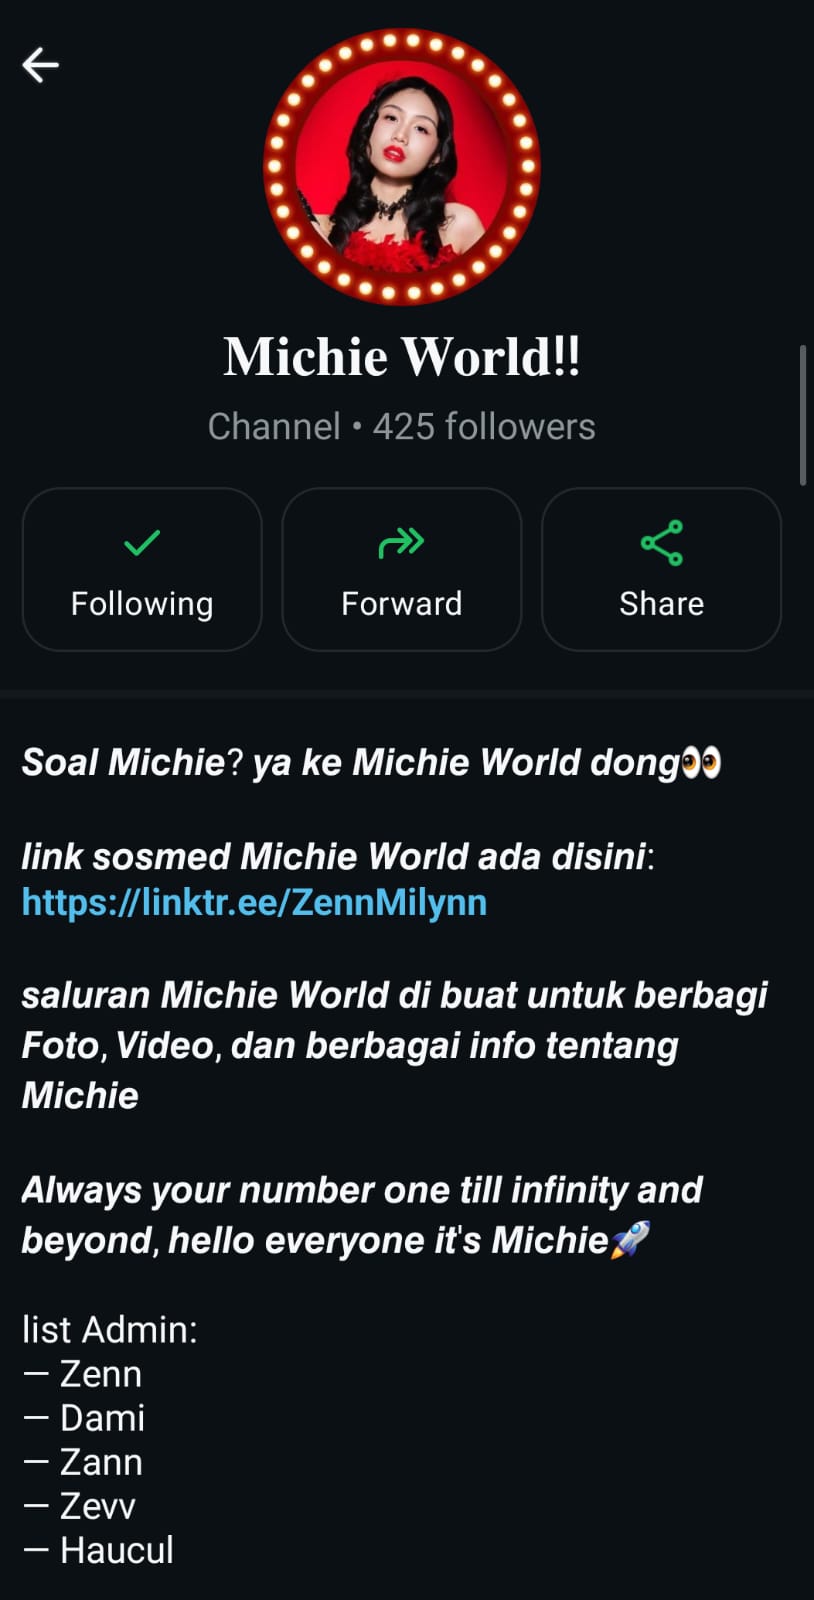 Michie World!!
Channel • 425 followers
Following
Forward
Share
Soal Michie? ya ke Michie World dong👀
link sosmed Michie World ada disini:
https://linktr.ee/ZennMilynn
saluran Michie World di buat untuk berbagi
Foto, Video, dan berbagai info tentang
Michie
Always your number one till infinity and
beyond, hello everyone it's Michie🚀
list Admin:
— Zenn
— Dami
— Zann
— Zevv
— Haucul